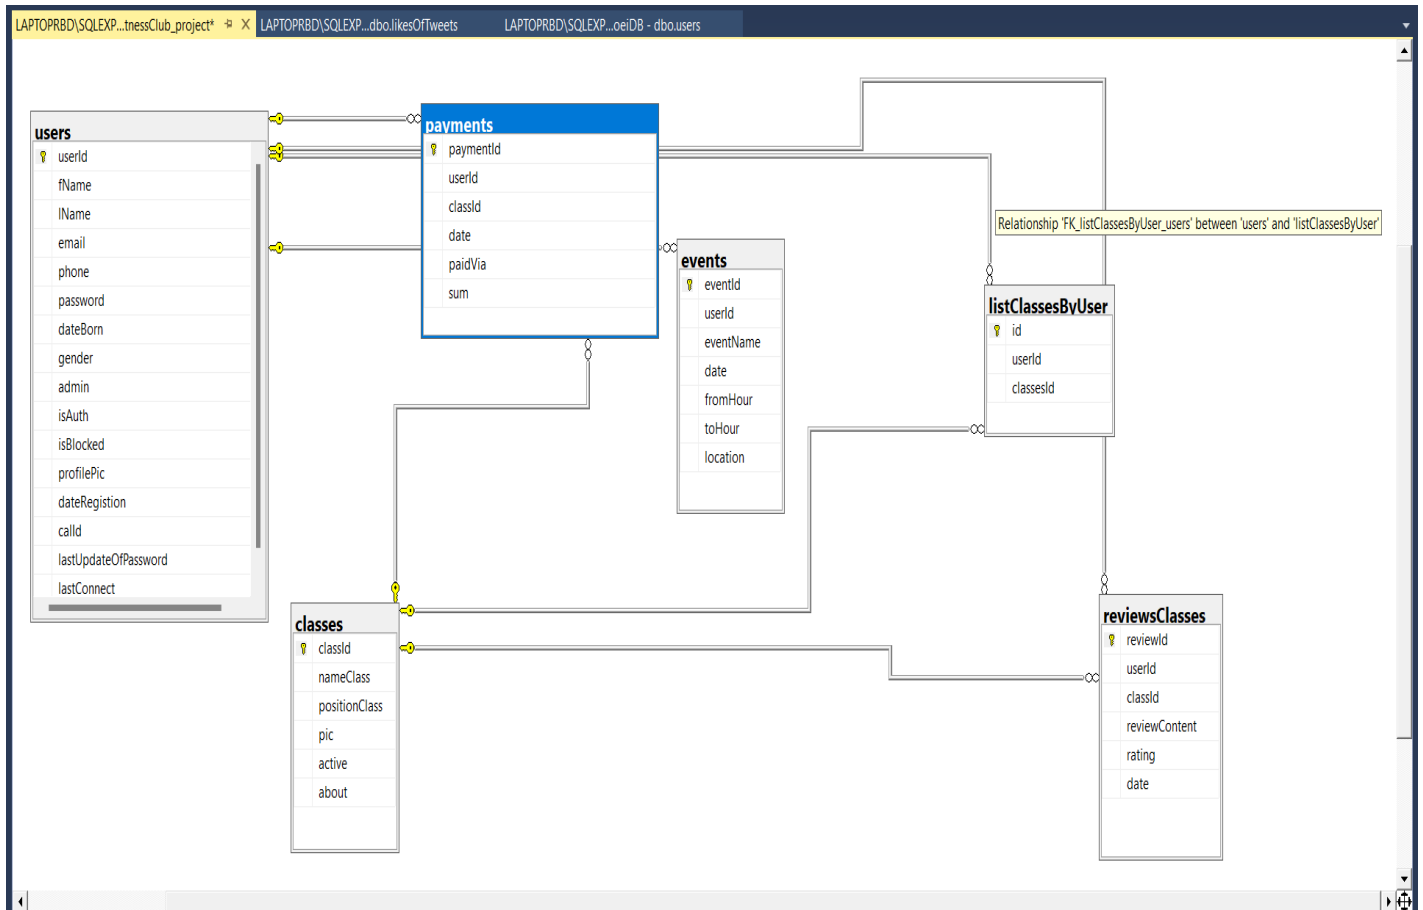 LAPTOPRBD\SQLEXP...tnessClub_project*
LAPTOPRBD\SQLEXP...dbo.likesOfTweets
LAPTOPRBD\SQLEXP...oeiDB - dbo.users
users
userId
fName
lName
email
phone
password
dateBorn
gender
admin
isAuth
isBlocked
profilePic
dateRegistion
calld
lastUpdateOfPassword
lastConnect
payments
paymentId
userId
classId
date
paidVia
sum
events
eventId
userId
eventName
date
fromHour
toHour
location
Relationship 'FK_listClassesByUser_users' between 'users' and 'listClassesByUser'
listClassesByUser
id
userId
classesId
classes
classId
nameClass
positionClass
pic
active
about
reviewsClasses
reviewId
userId
classId
reviewContent
rating
date